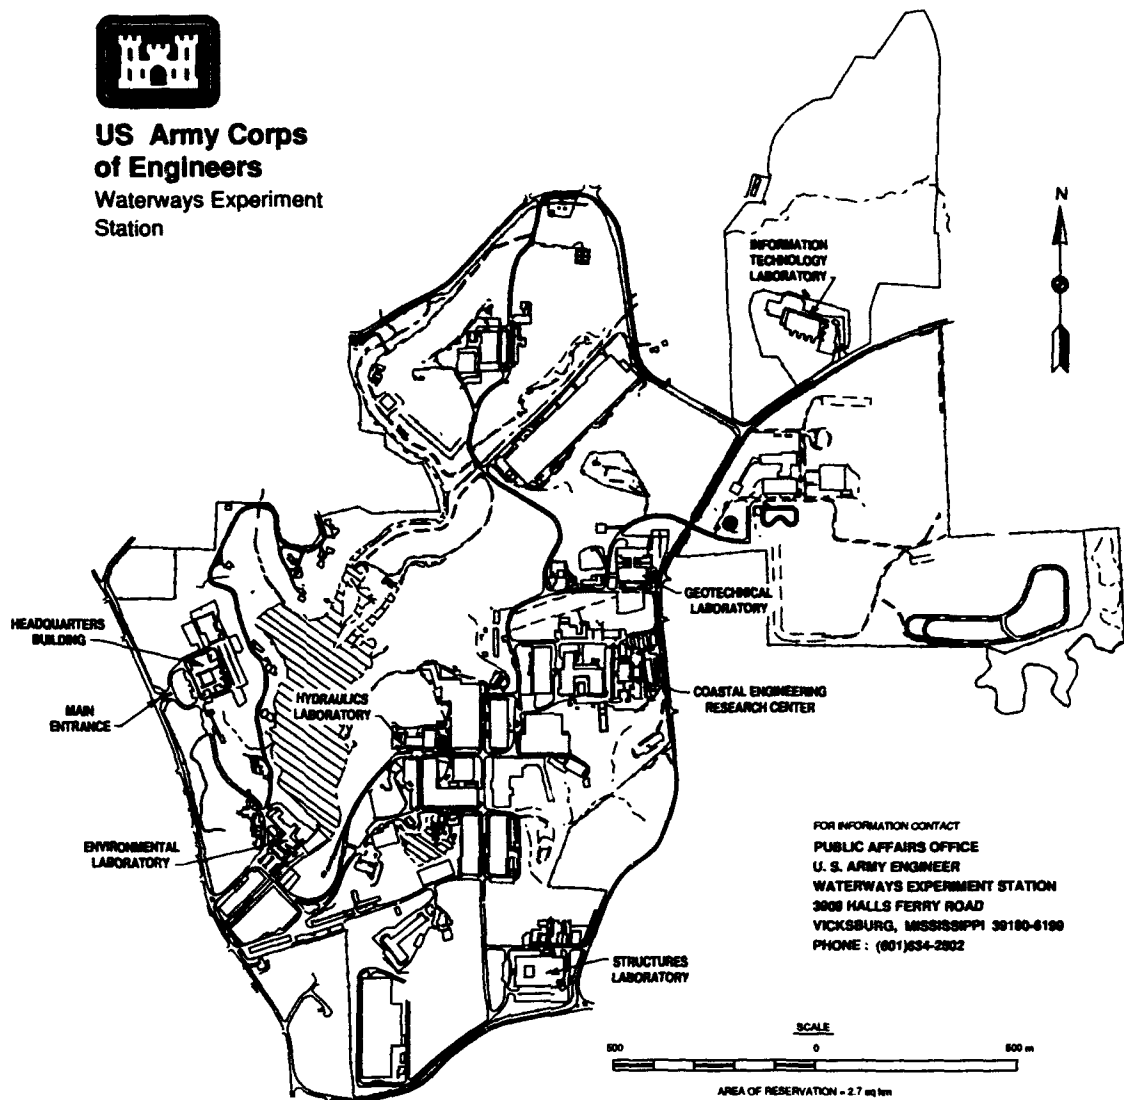 US Army Corps
of Engineers
Waterways Experiment
Station
N
INFORMATION
TECHNOLOGY
LABORATORY
GEOTECHNICAL
LABORATORY
HEADQUARTERS
BUILDING
MAIN
ENTRANCE
HYDRAULICS
LABORATORY
COASTAL ENGINEERING
RESEARCH CENTER
ENVIRONMENTAL
LABORATORY
STRUCTURES
LABORATORY
FOR INFORMATION CONTACT
PUBLIC AFFAIRS OFFICE
U. S. ARMY ENGINEER
WATERWAYS EXPERIMENT STATION
3909 HALLS FERRY ROAD
VICKSBURG, MISSISSIPPI 39180-6199
PHONE : (601)634-2502
SCALE
500 0 500 m
AREA OF RESERVATION = 2.7 sq km